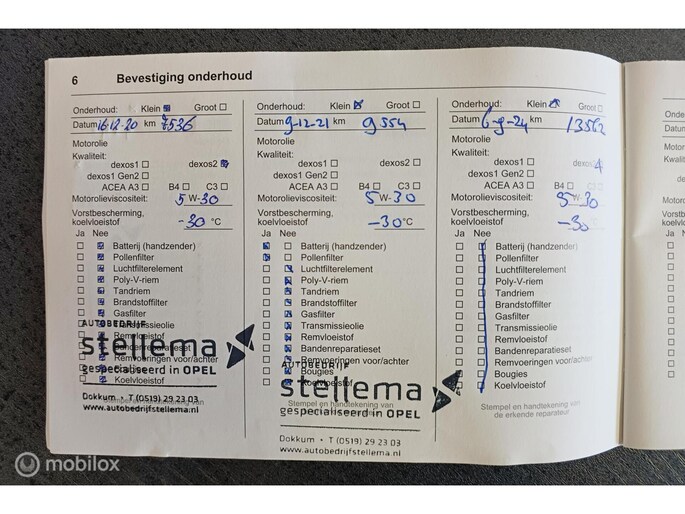 6 Bevestiging onderhoud
Onderhoud: Klein Groot
Datum 16-12-20 km 7536
Motorolie
Kwaliteit:
dexos1 dexos2
dexos1 Gen2
ACEA A3 B4 C3
Motorolieviscositeit: 5 W-30
Vorstbescherming,
koelvloeistof -30 °C
Ja Nee
Batterij (handzender)
Pollenfilter
Luchtfilterelement
Poly-V-riem
Tandriem
Brandstoffilter
Gasfilter
Transmissieolie
Remvloeistof
Bandenreparatieset
Remvoeringen voor/achter
Koelvloeistof
AUTOBEDRIJF
stellema
gespecialiseerd in OPEL
Dokkum • T (0519) 29 23 03
www.autobedrijfstellema.nl
Onderhoud: Klein Groot
Datum 9-12-21 km 9554
Motorolie
Kwaliteit:
dexos1 dexos2
dexos1 Gen2
ACEA A3 B4 C3
Motorolieviscositeit: 5 W-30
Vorstbescherming,
koelvloeistof -30 °C
Ja Nee
Batterij (handzender)
Pollenfilter
Luchtfilterelement
Poly-V-riem
Tandriem
Brandstoffilter
Gasfilter
Transmissieolie
Remvloeistof
Bandenreparatieset
Remvoeringen voor/achter
Bougies
Koelvloeistof
AUTOBEDRIJF
stellema
gespecialiseerd in OPEL
Stempel en handtekening van
Dokkum • T (0519) 29 23 03
www.autobedrijfstellema.nl
Onderhoud: Klein Groot
Datum 6-9-24 km 13562
Motorolie
Kwaliteit:
dexos1
dexos1 Gen2
ACEA A3 B4 C3
Motorolieviscositeit: 5 W-30
Vorstbescherming,
koelvloeistof -30 °C
Ja Nee
Batterij (handzender)
Pollenfilter
Luchtfilterelement
Poly-V-riem
Tandriem
Brandstoffilter
Gasfilter
Transmissieolie
Remvloeistof
Bandenreparatieset
Remvoeringen voor/achter
Bougies
Koelvloeistof
Stempel en handtekening van
de erkende reparateur
mobilox